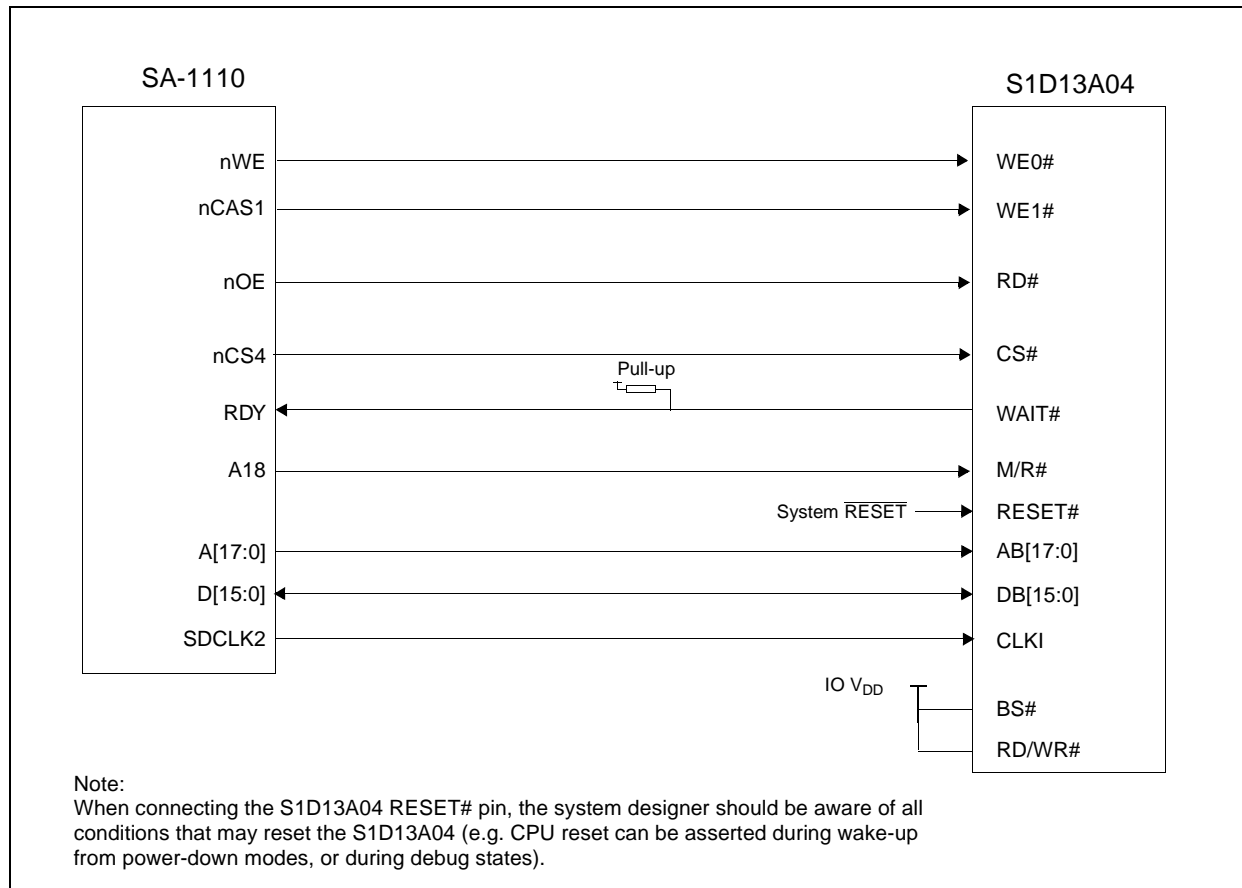 SA-1110
S1D13A04
nWE
WE0#
nCAS1
WE1#
nOE
RD#
nCS4
CS#
Pull-up
RDY
WAIT#
A18
M/R#
System RESET
RESET#
A[17:0]
AB[17:0]
D[15:0]
DB[15:0]
SDCLK2
CLKI
IO VDD
BS#
RD/WR#
Note:
When connecting the S1D13A04 RESET# pin, the system designer should be aware of all
conditions that may reset the S1D13A04 (e.g. CPU reset can be asserted during wake-up
from power-down modes, or during debug states).